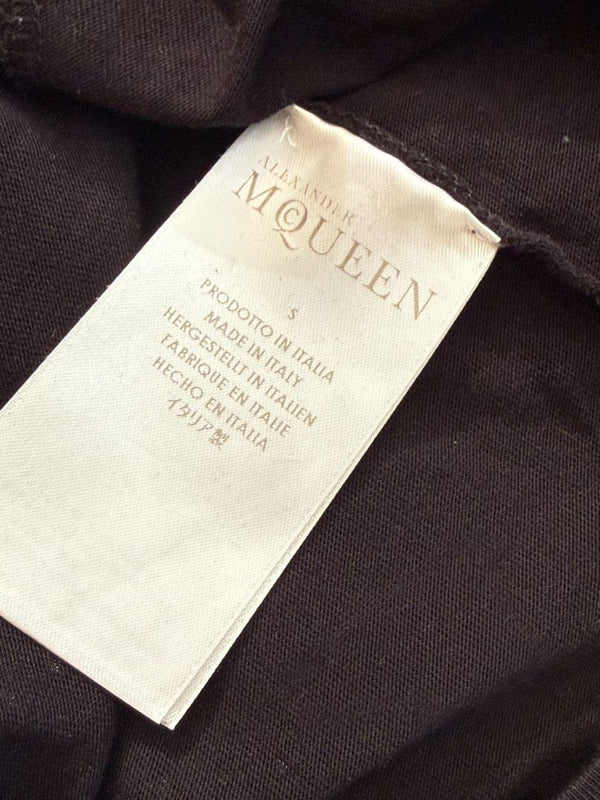 ALEXANDER
McQUEEN
S
PRODOTTO IN ITALIA
MADE IN ITALY
HERGESTELLT IN ITALIEN
FABRIQUE EN ITALIE
HECHO EN ITALIA
イタリア製